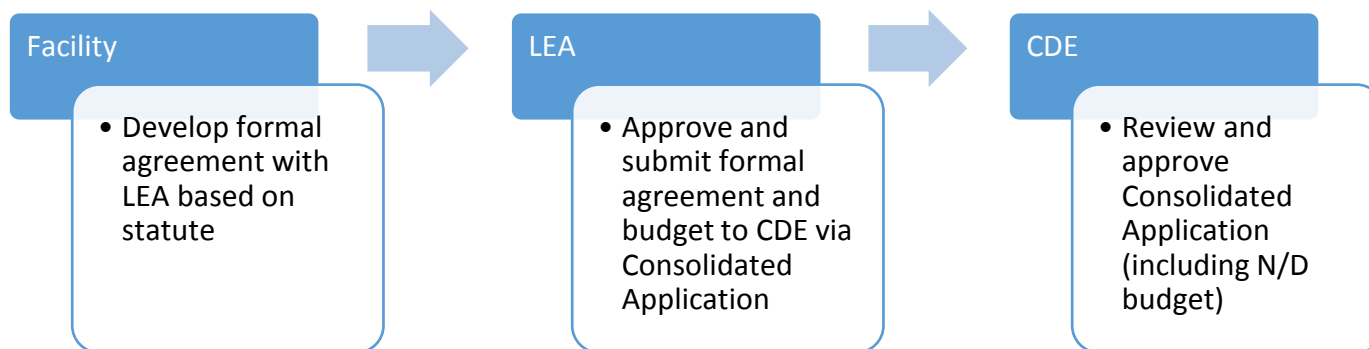 Facility
• Develop formal
agreement with
LEA based on
statute
LEA
• Approve and
submit formal
agreement and
budget to CDE via
Consolidated
Application
CDE
• Review and
approve
Consolidated
Application
(including N/D
budget)